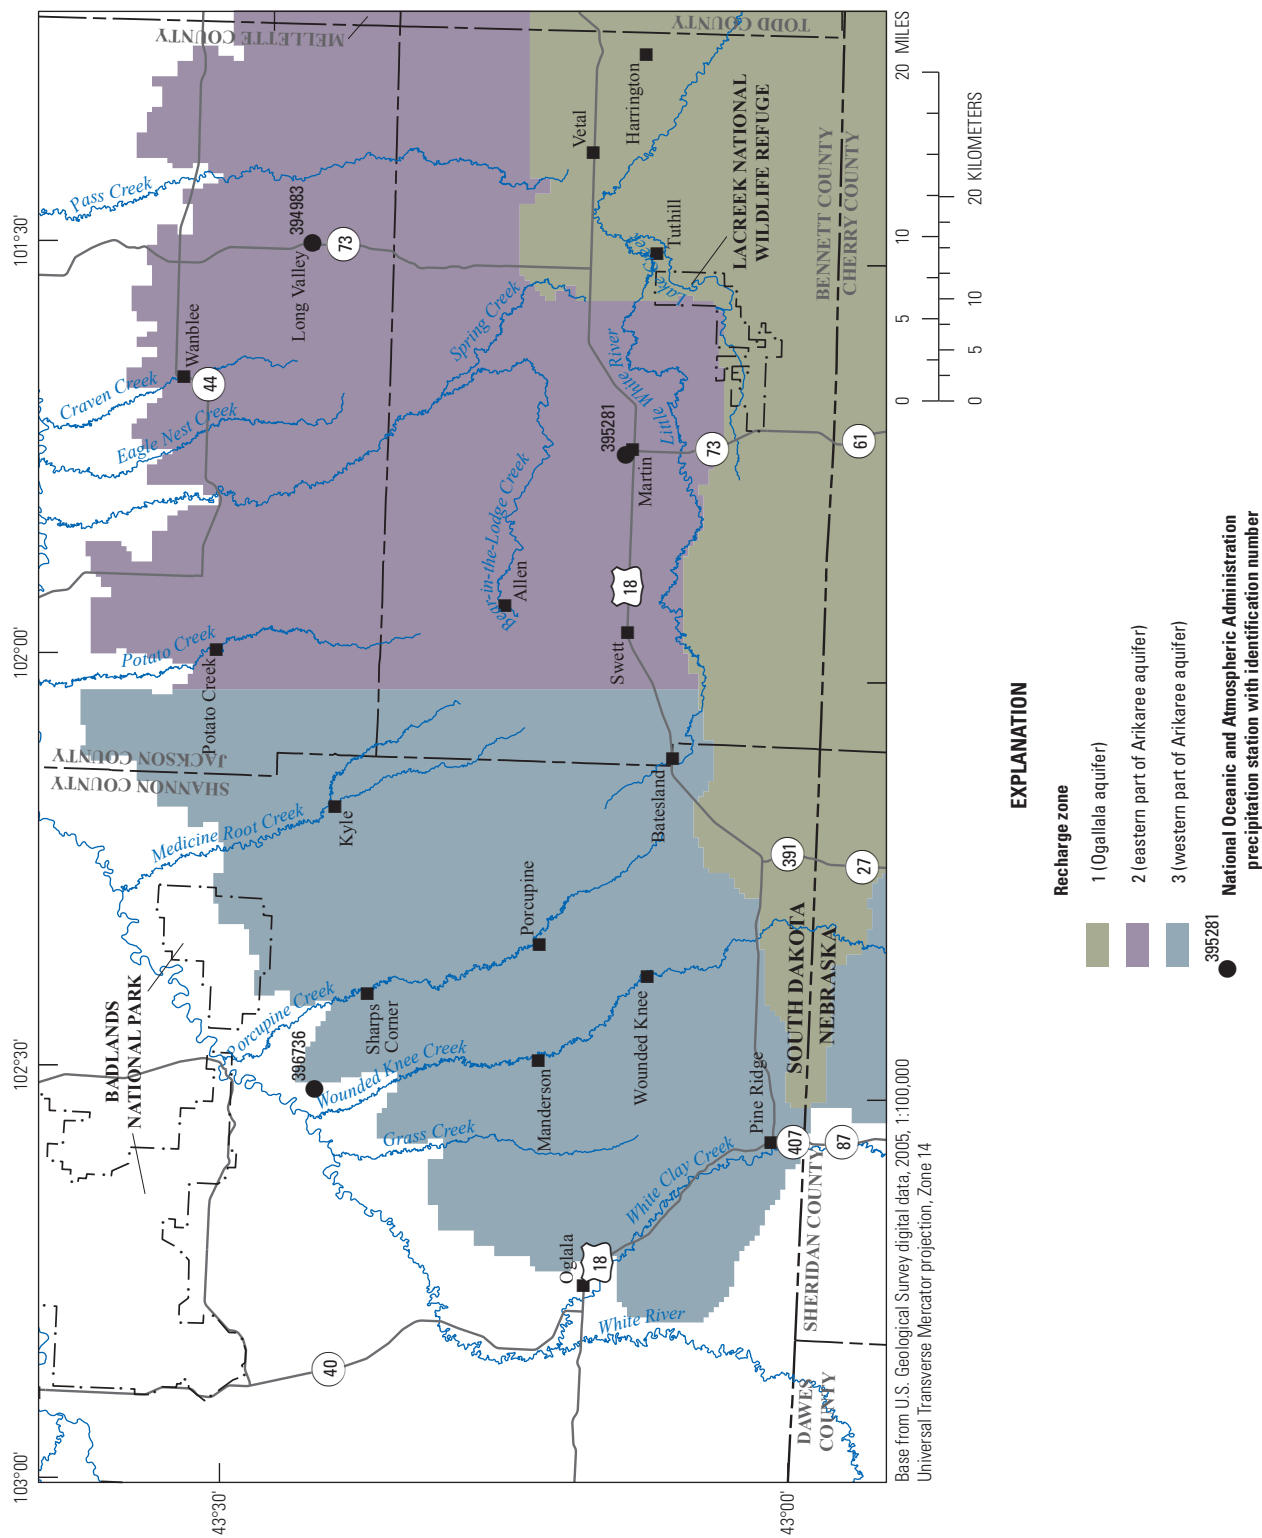 103°00'
102°30'
102°00'
101°30'
43°30'
43°00'
BADLANDS
NATIONAL PARK
SHANNON COUNTY
JACKSON COUNTY
MELLETTE COUNTY
TODD COUNTY
BENNETT COUNTY
CHERRY COUNTY
SHERIDAN COUNTY
DAWES
COUNTY
SOUTH DAKOTA
NEBRASKA
LACREEK NATIONAL
WILDLIFE REFUGE
Pass Creek
Craven Creek
Eagle Nest Creek
Potato Creek
Medicine Root Creek
Porcupine Creek
Wounded Knee Creek
Grass Creek
White Clay Creek
White River
Bear-in-the-Lodge Creek
Spring Creek
Little White River
Lake Creek
Wanblee
Long Valley
394983
Potato Creek
Kyle
Sharps
Corner
396736
Porcupine
Manderson
Wounded Knee
Oglala
Pine Ridge
Batesland
Allen
Swett
Martin
395281
Vetal
Harrington
Tuthill
44
73
73
61
18
18
40
391
27
407
87
Base from U.S. Geological Survey digital data, 2005, 1:100,000
Universal Transverse Mercator projection, Zone 14
0 5 10 20 MILES
0 5 10 20 KILOMETERS
EXPLANATION
Recharge zone
1 (Ogallala aquifer)
2 (eastern part of Arikaree aquifer)
3 (western part of Arikaree aquifer)
395281
National Oceanic and Atmospheric Administration
precipitation station with identification number